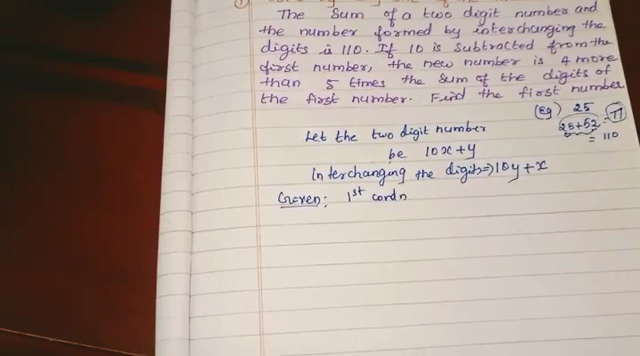 The Sum of a two digit number and
the number formed by interchanging the
digits is 110. If 10 is Subtracted from the
first number, the new number is 4 more
than 5 times the sum of the digits of
the first number. Find the first number
(Eg) 25
25+52 = 77
= 110
Let the two digit number
be 10x+y
Interchanging the digits=>10y+x
Given: 1st condn